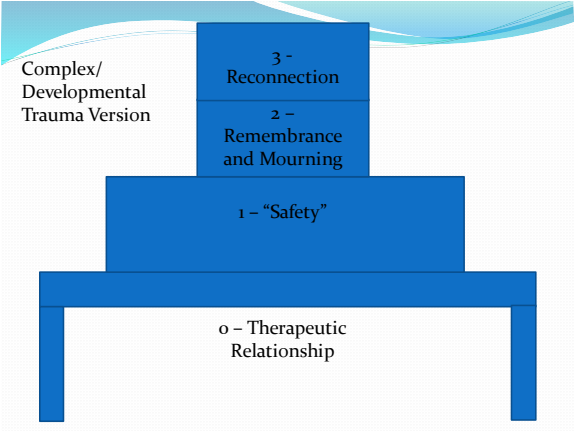 Complex/
Developmental
Trauma Version
3 -
Reconnection
2 –
Remembrance
and Mourning
1 – “Safety”
0 – Therapeutic
Relationship